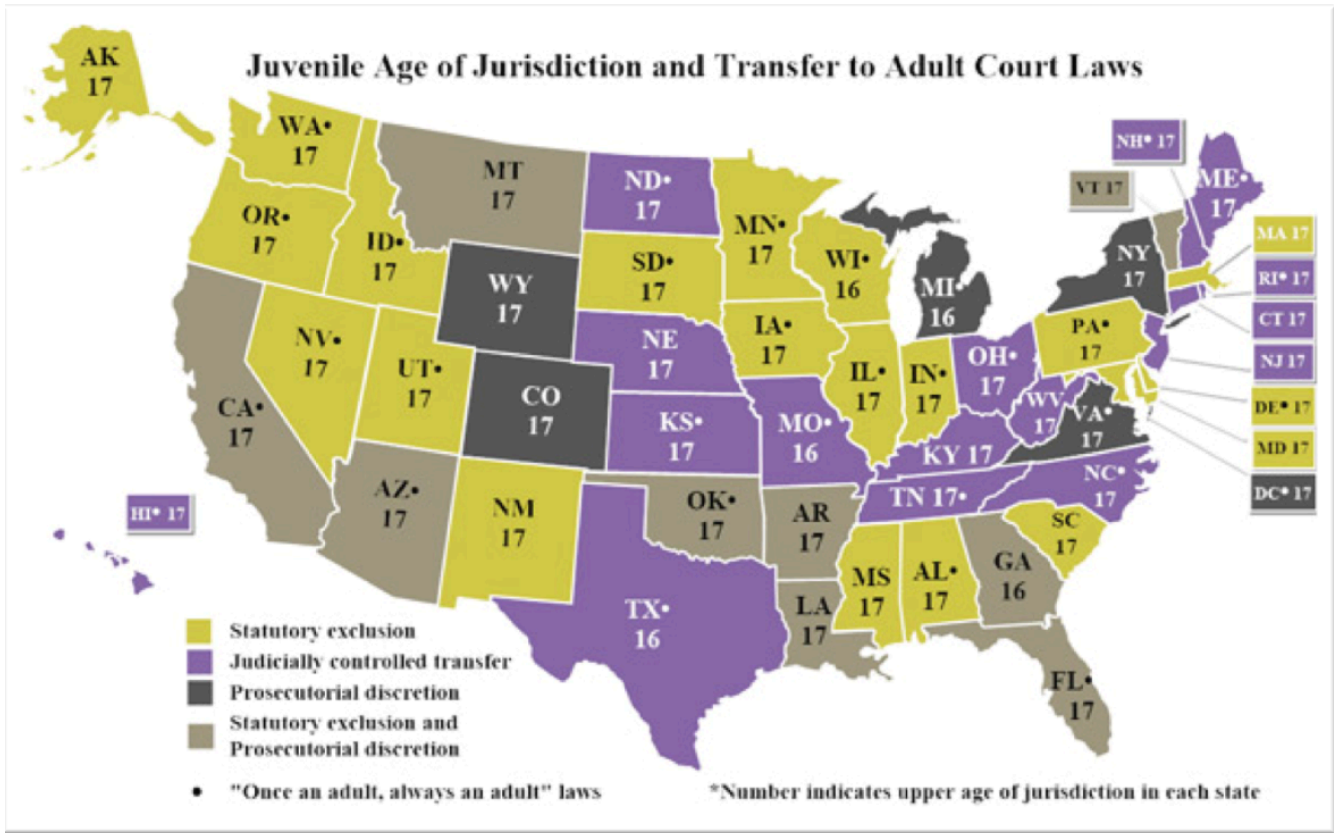 Juvenile Age of Jurisdiction and Transfer to Adult Court Laws
AK
17
WA•
17
OR•
17
ID•
17
MT
17
ND•
17
SD•
17
MN•
17
WI•
16
MI•
16
NY
17
VT 17
NH• 17
ME•
17
MA 17
RI• 17
CT 17
NJ 17
DE• 17
MD 17
DC• 17
WY
17
NE
17
IA•
17
IL•
17
IN•
17
OH•
17
PA•
17
WV
17
VA•
17
NV•
17
UT•
17
CO
17
KS•
17
MO•
16
KY 17
CA•
17
AZ•
17
NM
17
OK•
17
AR
17
TN 17•
NC•
17
SC
17
HI• 17
TX•
16
LA
17
MS
17
AL•
17
GA
16
FL•
17
Statutory exclusion
Judicially controlled transfer
Prosecutorial discretion
Statutory exclusion and
Prosecutorial discretion
• "Once an adult, always an adult" laws
*Number indicates upper age of jurisdiction in each state